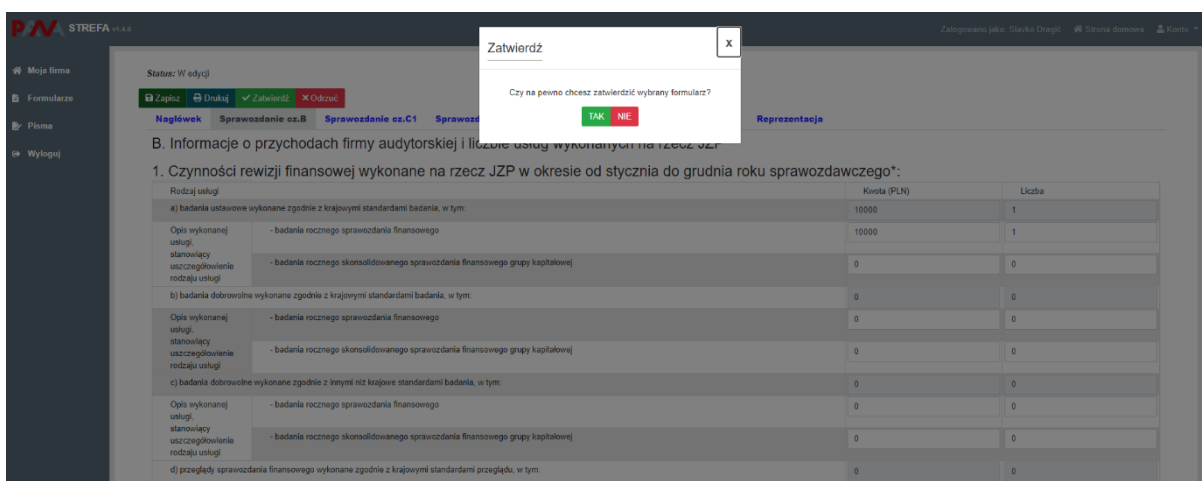 PANA STREFA v1.4.0
Zalogowano jako: Slavko Dragić Strona domowa Konto
Moja firma
Formularze
Pisma
Wyloguj
Zatwierdź
x
Czy na pewno chcesz zatwierdzić wybrany formularz?
TAK NIE
Status: W edycji
Zapisz Drukuj Zatwierdź Odrzuć
Nagłówek Sprawozdanie cz.B Sprawozdanie cz.C1 Sprawozd Reprezentacja
B. Informacje o przychodach firmy audytorskiej i liczbie usług wykonanych na rzecz JZP
1. Czynności rewizji finansowej wykonane na rzecz JZP w okresie od stycznia do grudnia roku sprawozdawczego*:
Rodzaj usługi Kwota (PLN) Liczba
a) badania ustawowe wykonane zgodnie z krajowymi standardami badania, w tym: 10000 1
Opis wykonanej - badania rocznego sprawozdania finansowego 10000 1
usługi,
stanowiący
uszczegółowienie - badania rocznego skonsolidowanego sprawozdania finansowego grupy kapitałowej 0 0
rodzaju usługi
b) badania dobrowolne wykonane zgodnie z krajowymi standardami badania, w tym: 0 0
Opis wykonanej - badania rocznego sprawozdania finansowego 0 0
usługi,
stanowiący
uszczegółowienie - badania rocznego skonsolidowanego sprawozdania finansowego grupy kapitałowej 0 0
rodzaju usługi
c) badania dobrowolne wykonane zgodnie z innymi niż krajowe standardami badania, w tym: 0 0
Opis wykonanej - badania rocznego sprawozdania finansowego 0 0
usługi,
stanowiący
uszczegółowienie - badania rocznego skonsolidowanego sprawozdania finansowego grupy kapitałowej 0 0
rodzaju usługi
d) przeglądy sprawozdania finansowego wykonane zgodnie z krajowymi standardami przeglądu, w tym: 0 0